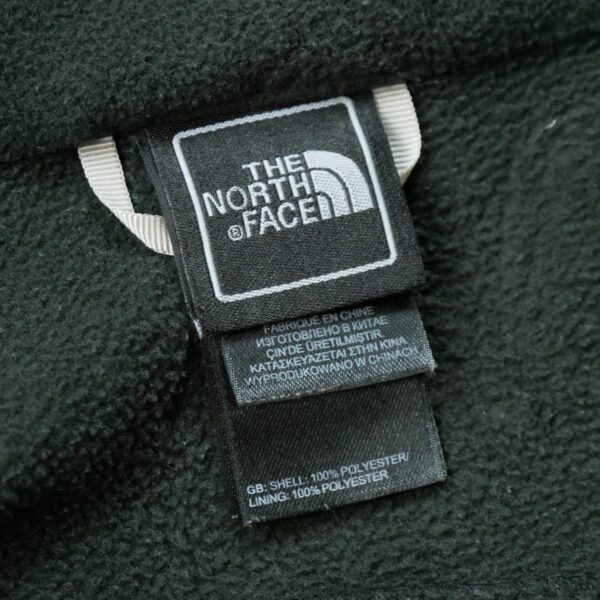 THE
NORTH
®FACE
FABRIQUÉ EN CHINE
ИЗГОТОВЛЕНО В КИТАЕ
ÇIN'DE ÜRETILMIŞTIR
ΚΑΤΑΣΚΕΥΑΖΕΤΑΙ ΣΤΗΝ ΚΙΝΑ
WYPRODUKOWANO W CHINACH
GB: SHELL: 100% POLYESTER/
LINING: 100% POLYESTER